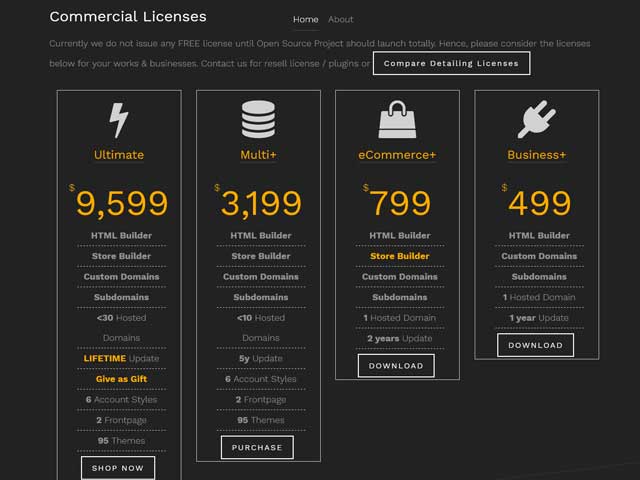 Commercial Licenses
Home About
Currently we do not issue any FREE license until Open Source Project should launch totally. Hence, please consider the licenses
below for your works & businesses. Contact us for resell license / plugins or Compare Detailing Licenses
Ultimate
$9,599
HTML Builder
Store Builder
Custom Domains
Subdomains
<30 Hosted
Domains
LIFETIME Update
Give as Gift
6 Account Styles
2 Frontpage
95 Themes
SHOP NOW
Multi+
$3,199
HTML Builder
Store Builder
Custom Domains
Subdomains
<10 Hosted
Domains
5y Update
6 Account Styles
2 Frontpage
95 Themes
PURCHASE
eCommerce+
$799
HTML Builder
Store Builder
Custom Domains
Subdomains
1 Hosted Domain
2 years Update
DOWNLOAD
Business+
$499
HTML Builder
Custom Domains
Subdomains
1 Hosted Domain
1 year Update
DOWNLOAD